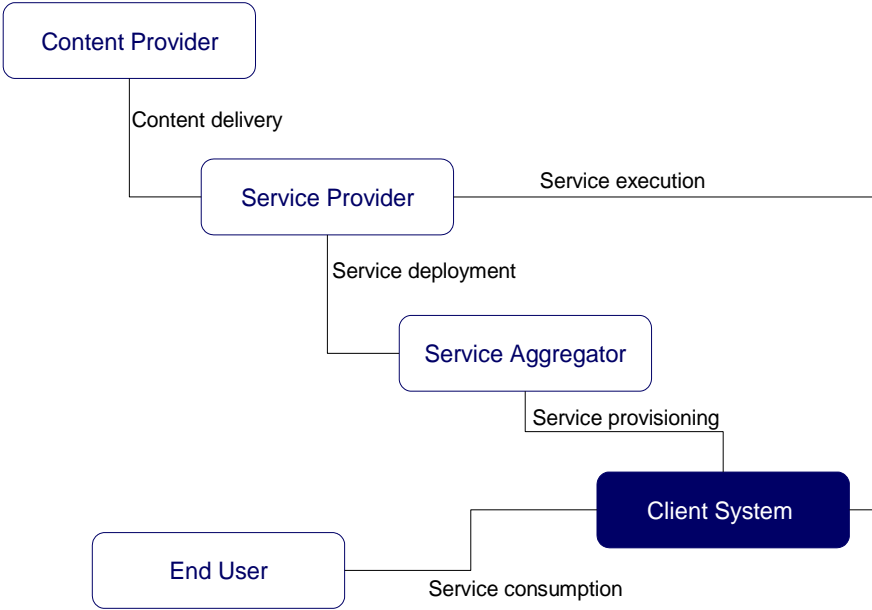 Content Provider
Content delivery
Service execution
Service Provider
Service deployment
Service Aggregator
Service provisioning
Client System
End User
Service consumption